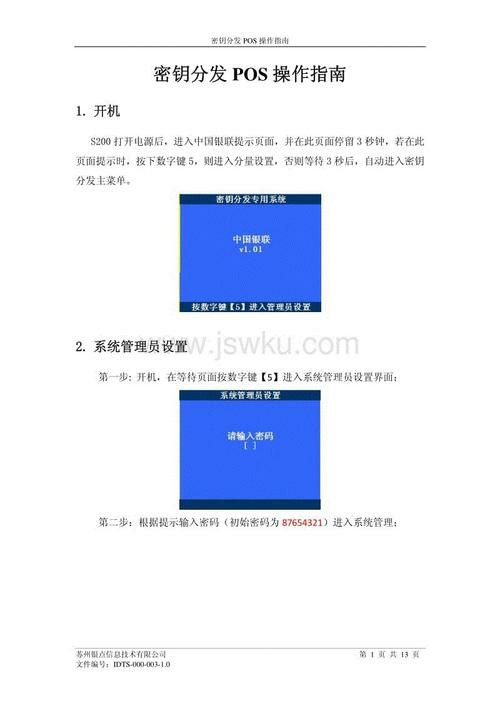 密钥分发 POS 操作指南
密钥分发 POS 操作指南
1. 开机
S200 打开电源后，进入中国银联提示页面，并在此页面停留 3 秒钟，若在此
页面提示时，按下数字键 5，则进入分量设置，否则等待 3 秒后，自动进入密钥
分发主菜单。
密钥分发专用系统
中国银联
v1.01
按数字键【5】进入管理员设置
www.jswku.com
2. 系统管理员设置
第一步: 开机，在等待页面按数字键【5】进入系统管理员设置界面；
系统管理员设置
请输入密码
[ ]
第二步：根据提示输入密码（初始密码为 87654321）进入系统管理；
苏州银点信息技术有限公司 第 1 页 共 13 页
文件编号：IDTS-000-003-1.0